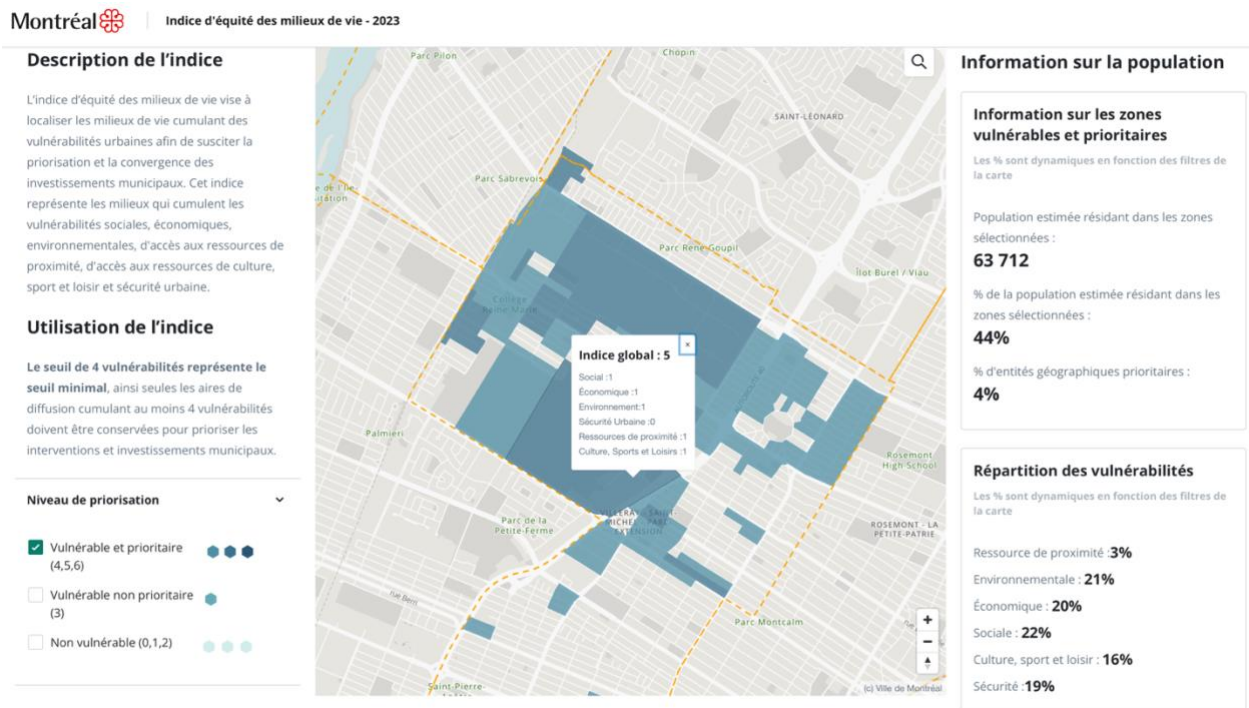 Montréal
Indice d'équité des milieux de vie - 2023
Description de l'indice
L'indice d'équité des milieux de vie vise à
localiser les milieux de vie cumulant des
vulnérabilités urbaines afin de susciter la
priorisation et la convergence des
investissements municipaux. Cet indice
représente les milieux qui cumulent les
vulnérabilités sociales, économiques,
environnementales, d'accès aux ressources de
proximité, d'accès aux ressources de culture,
sport et loisir et sécurité urbaine.
Utilisation de l'indice
Le seuil de 4 vulnérabilités représente le
seuil minimal, ainsi seules les aires de
diffusion cumulant au moins 4 vulnérabilités
doivent être conservées pour prioriser les
interventions et investissements municipaux.
Niveau de priorisation
Vulnérable et prioritaire
(4,5,6)
Vulnérable non prioritaire
(3)
Non vulnérable (0,1,2)
Parc Pilon
Chopin
SAINT-LÉONARD
Parc Sabrevois
Parc René-Goupil
Îlot Burel / Viau
Collège
Reine-Marie
Indice global : 5
Social :1
Économique :1
Environnement:1
Sécurité Urbaine :0
Ressources de proximité :1
Culture, Sports et Loisirs :1
Palmieri
Rosemont
High School
Parc de la
Petite-Ferme
VILLERAY - SAINT-
MICHEL - PARC-
EXTENSION
ROSEMONT - LA
PETITE-PATRIE
rue Berri
Parc Montcalm
Saint-Pierre-
(c) Ville de Montréal
Information sur la population
Information sur les zones
vulnérables et prioritaires
Les % sont dynamiques en fonction des filtres de
la carte
Population estimée résidant dans les zones
sélectionnées :
63 712
% de la population estimée résidant dans les
zones sélectionnées :
44%
% d'entités géographiques prioritaires :
4%
Répartition des vulnérabilités
Les % sont dynamiques en fonction des filtres de
la carte
Ressource de proximité :3%
Environnementale : 21%
Économique : 20%
Sociale : 22%
Culture, sport et loisir : 16%
Sécurité :19%